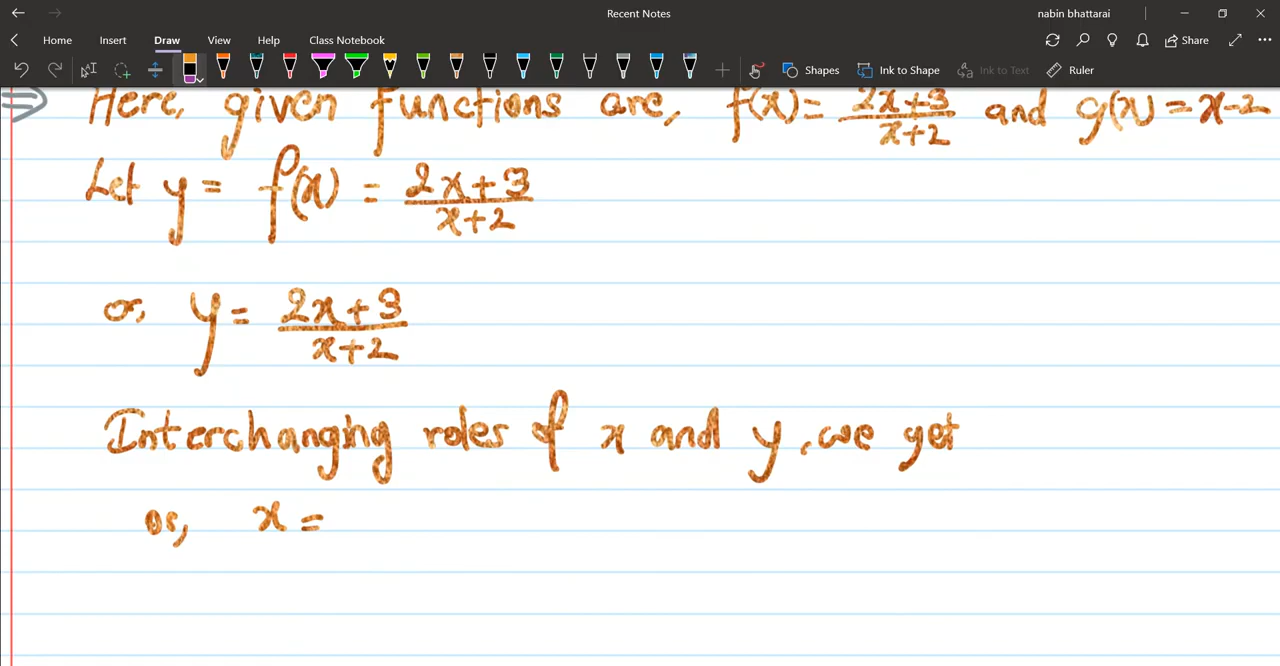 Recent Notes
nabin bhattarai
Home Insert Draw View Help Class Notebook
Share
Shapes Ink to Shape Ink to Text Ruler
Here, given functions are, f(x) = 2x+3/x+2 and g(x) = x-2
Let y = f(x) = 2x+3/x+2
or, y = 2x+3/x+2
Interchanging roles of x and y, we get
or, x =